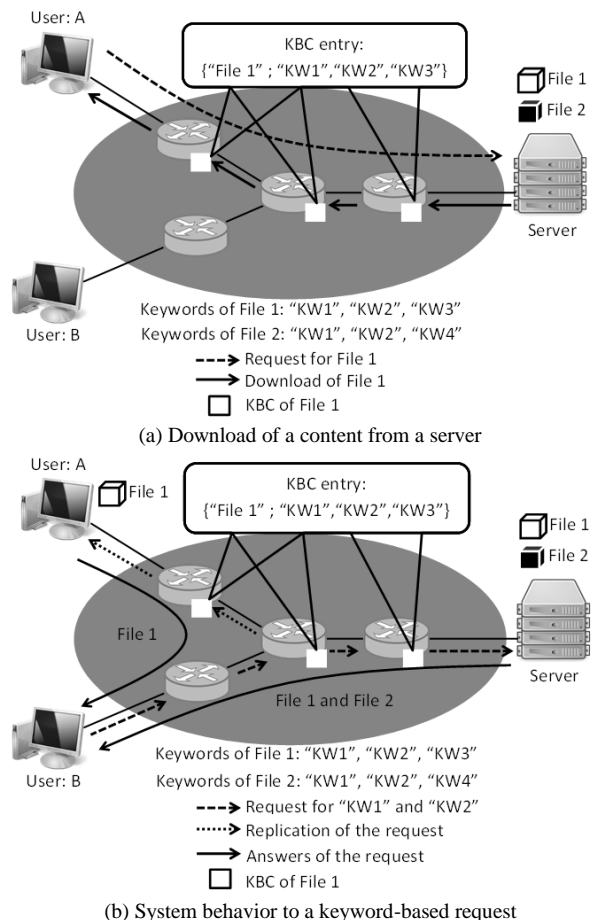 User: A
KBC entry:
{“File 1” ; “KW1”,“KW2”,“KW3”}
File 1
File 2
Server
User: B
Keywords of File 1: “KW1”, “KW2”, “KW3”
Keywords of File 2: “KW1”, “KW2”, “KW4”
Request for File 1
Download of File 1
KBC of File 1
(a) Download of a content from a server
User: A
File 1
KBC entry:
{“File 1” ; “KW1”,“KW2”,“KW3”}
File 1
File 2
File 1
Server
File 1 and File 2
User: B
Keywords of File 1: “KW1”, “KW2”, “KW3”
Keywords of File 2: “KW1”, “KW2”, “KW4”
Request for “KW1” and “KW2”
Replication of the request
Answers of the request
KBC of File 1
(b) System behavior to a keyword-based request